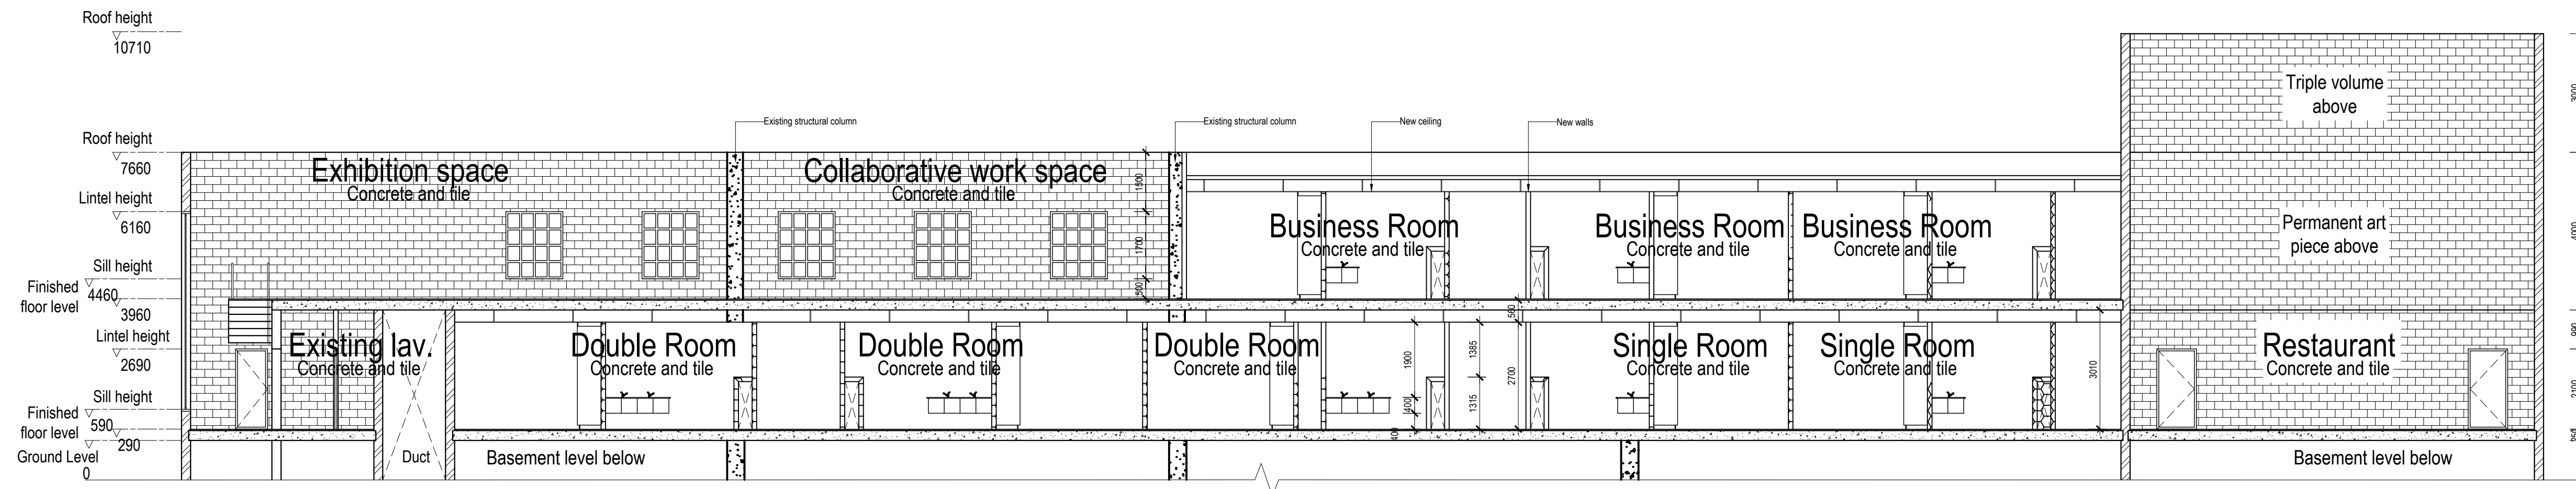 Roof height
10710
Roof height
7660
Lintel height
6160
Sill height
Finished
floor level
4460
3960
Lintel height
2690
Sill height
Finished
floor level
590
290
Ground Level
0
Existing structural column
Existing structural column
New ceiling
New walls
Exhibition space
Concrete and tile
Collaborative work space
Concrete and tile
1500
1700
500
Business Room
Concrete and tile
Business Room
Concrete and tile
Business Room
Concrete and tile
Triple volume
above
Permanent art
piece above
3000
4000
Existing lav.
Concrete and tile
Double Room
Concrete and tile
Double Room
Concrete and tile
Double Room
Concrete and tile
560
1900
400
400
1385
1315
2700
Single Room
Concrete and tile
Single Room
Concrete and tile
3010
Restaurant
Concrete and tile
990
2100
Duct
Basement level below
Basement level below